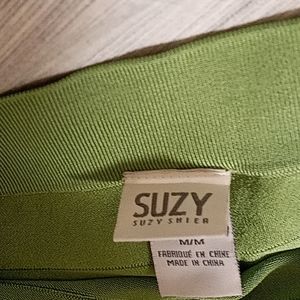 SUZY
SUZY SHIER
M/M
FABRIQUÉ EN CHINE
MADE IN CHINA